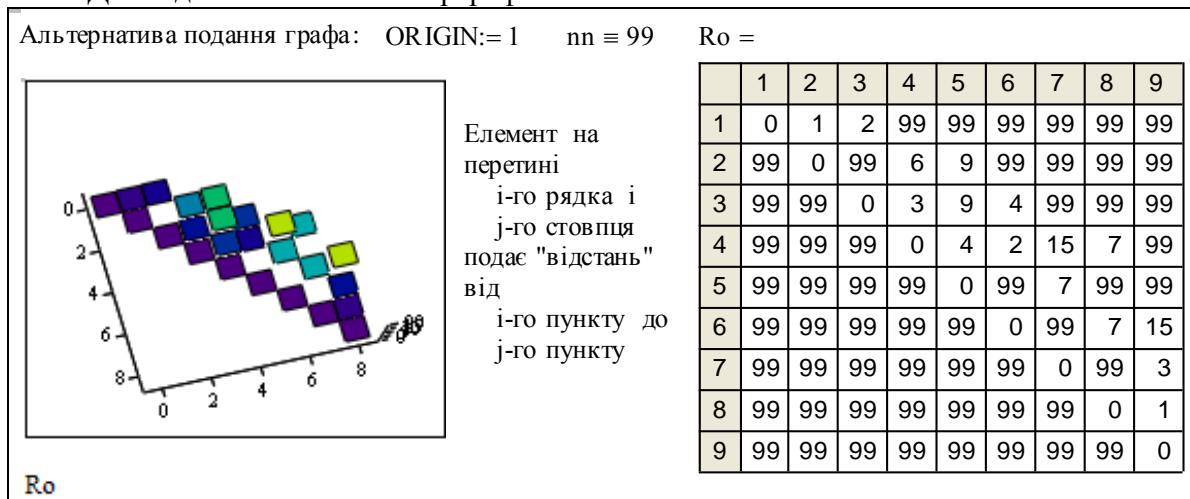 Альтернатива подання графа: ORIGIN:= 1 nn ≡ 99 Ro =
0
2
4
6
8
0 2 4 6 8
Елемент на
перетині
і-го рядка і
j-го стовпця
подає "відстань"
від
і-го пункту до
j-го пункту
1 2 3 4 5 6 7 8 9
1 0 1 2 99 99 99 99 99 99
2 99 0 99 6 9 99 99 99 99
3 99 99 0 3 9 4 99 99 99
4 99 99 99 0 4 2 15 7 99
5 99 99 99 99 0 99 7 99 99
6 99 99 99 99 99 0 99 7 15
7 99 99 99 99 99 99 0 99 3
8 99 99 99 99 99 99 99 0 1
9 99 99 99 99 99 99 99 99 0
Ro